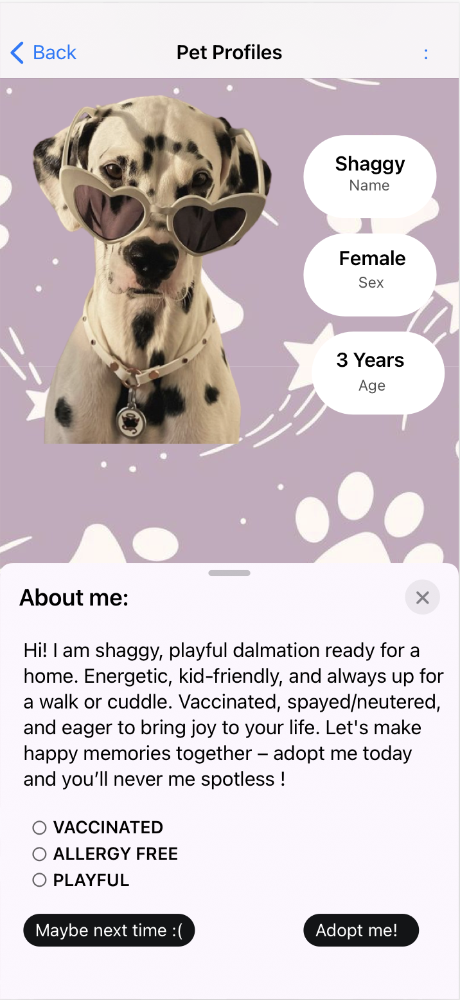 Back
Pet Profiles
:
Shaggy
Name
Female
Sex
3 Years
Age
About me:
Hi! I am shaggy, playful dalmation ready for a
home. Energetic, kid-friendly, and always up for
a walk or cuddle. Vaccinated, spayed/neutered,
and eager to bring joy to your life. Let's make
happy memories together – adopt me today
and you’ll never me spotless !
VACCINATED
ALLERGY FREE
PLAYFUL
Maybe next time :(
Adopt me!